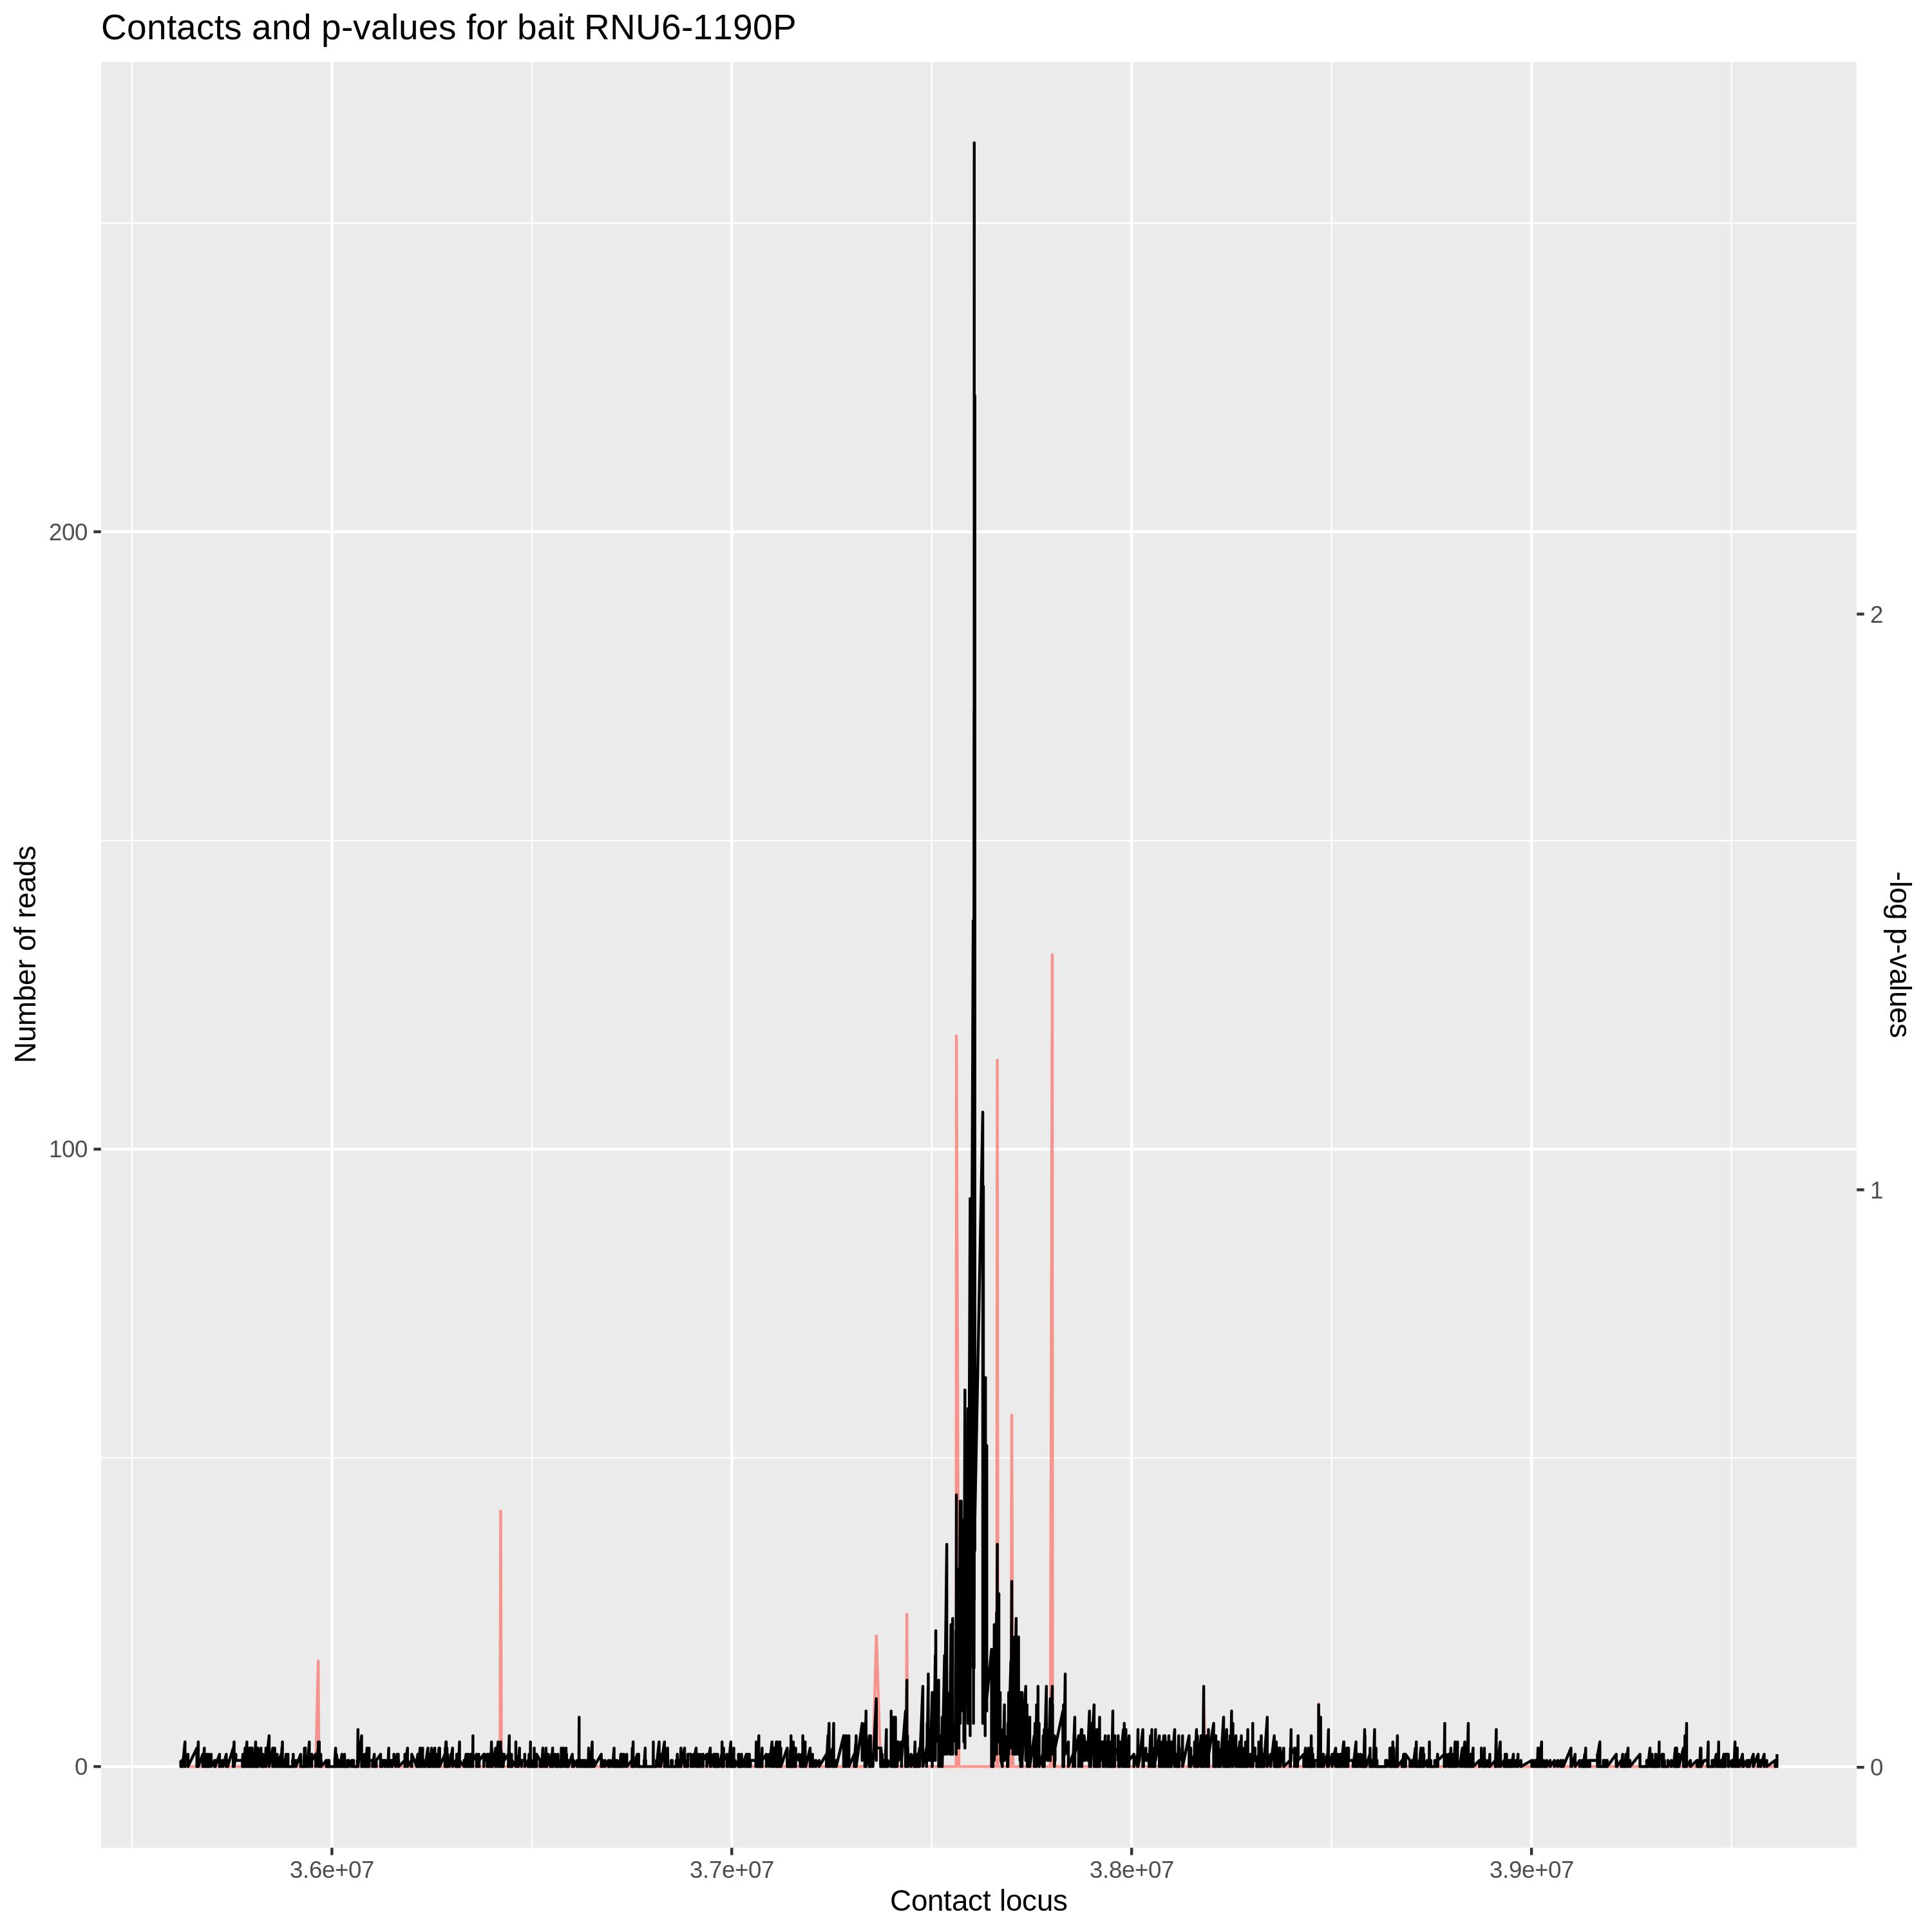 Contacts and p-values for bait RNU6-1190P
Number of reads
200
100
0
2
1
0
-log p-values
3.6e+07
3.7e+07
3.8e+07
3.9e+07
Contact locus